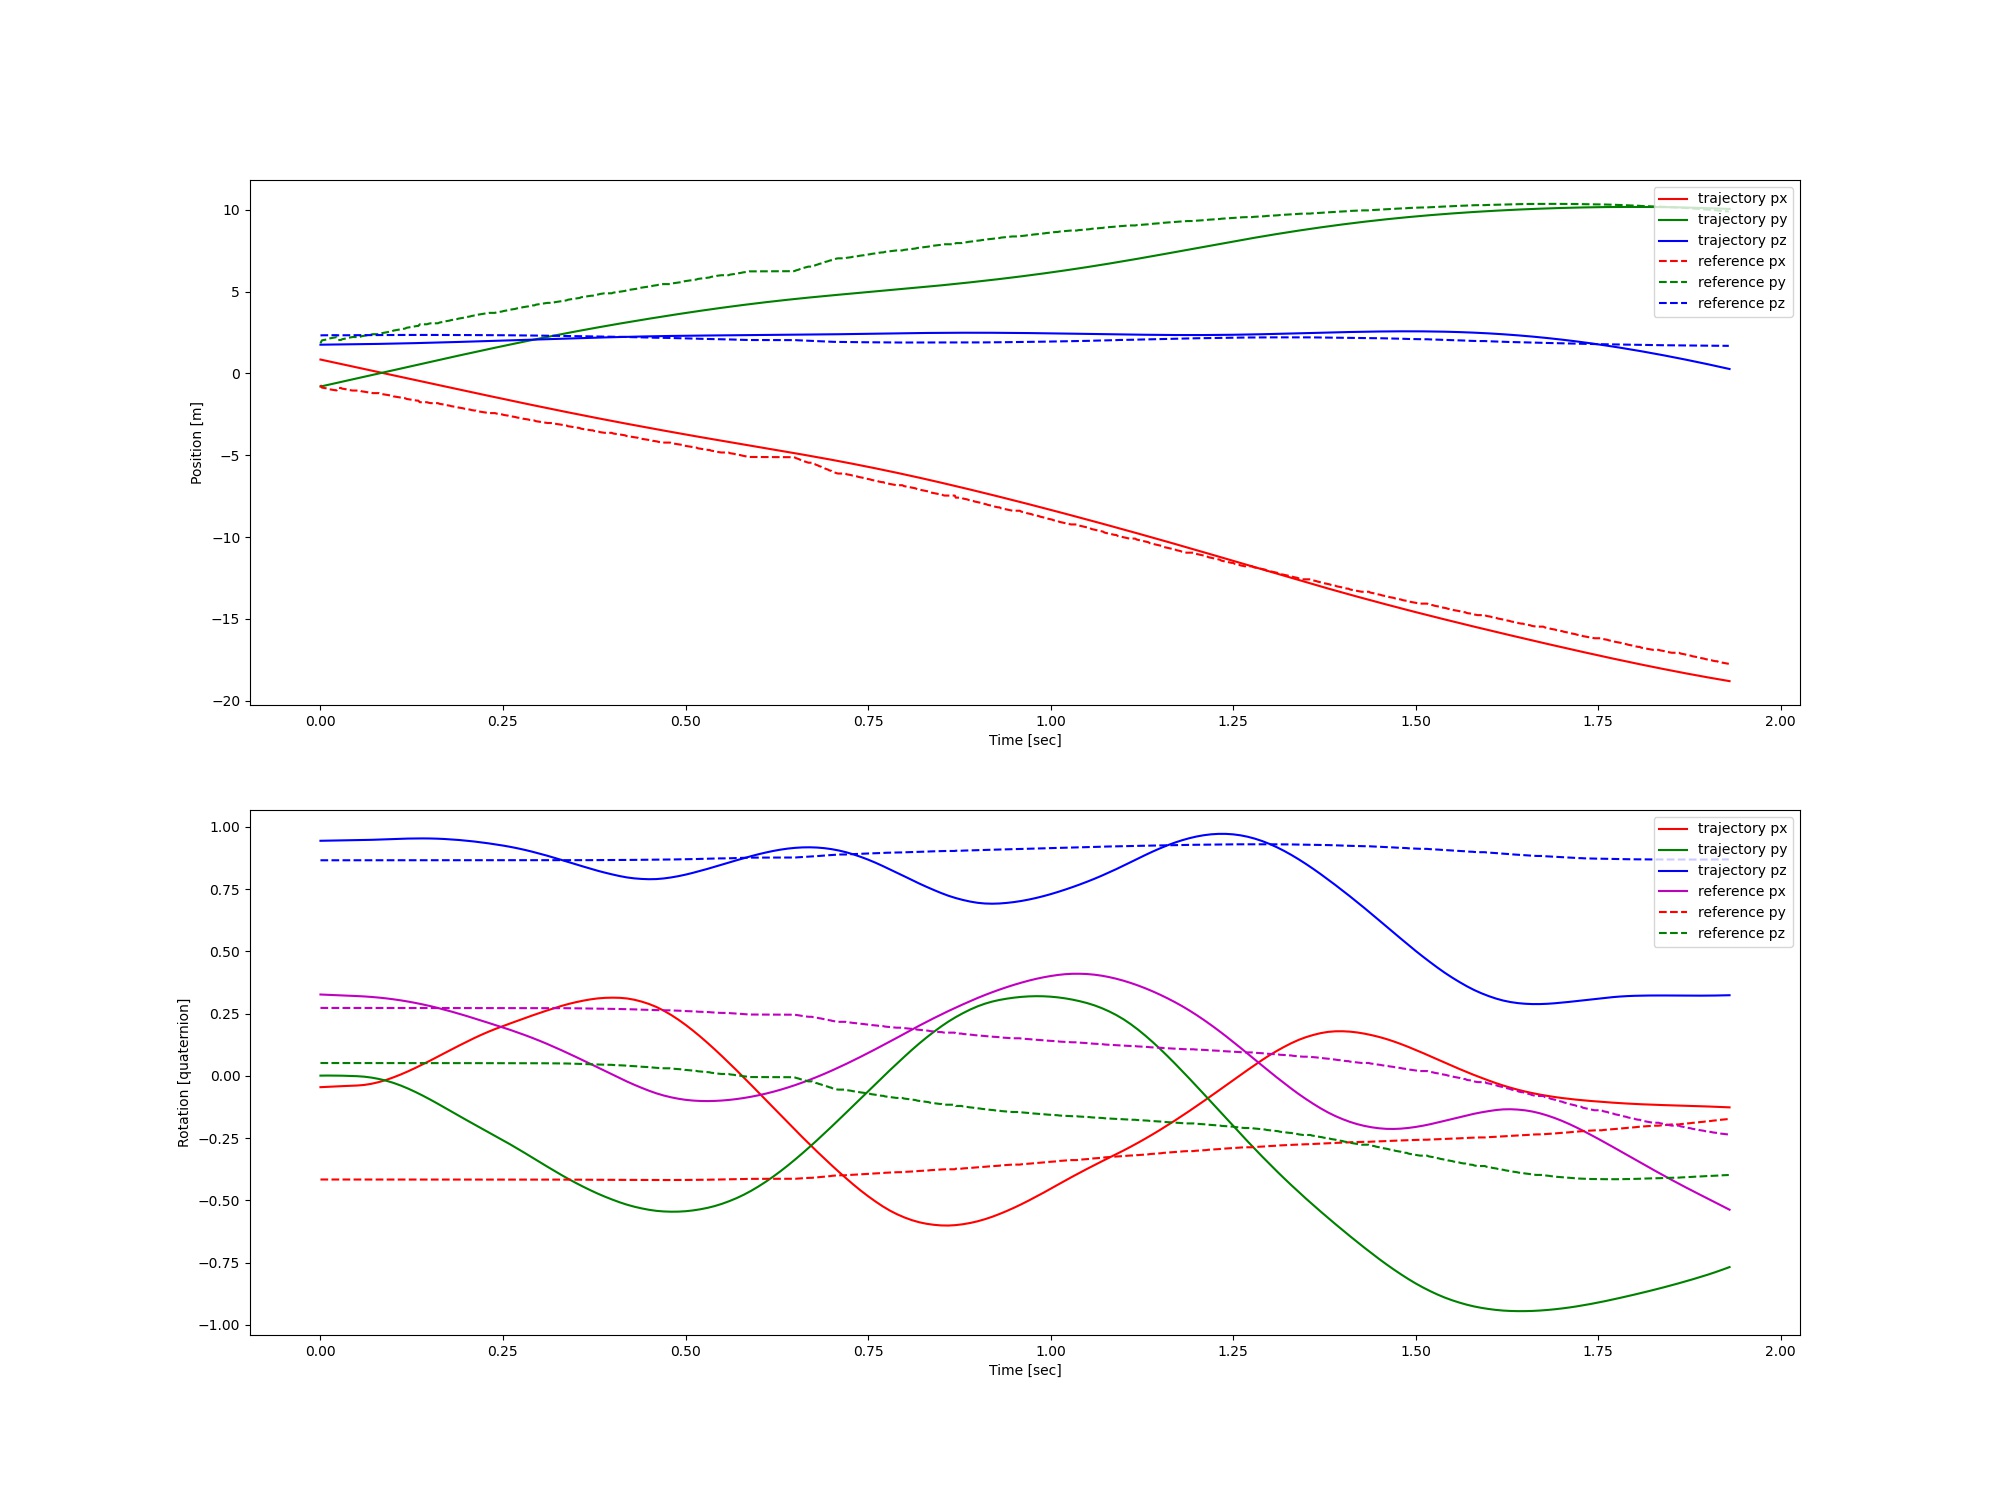 trajectory px
trajectory py
trajectory pz
reference px
reference py
reference pz
10
5
0
−5
−10
−15
−20
Position [m]
0.00 0.25 0.50 0.75 1.00 1.25 1.50 1.75 2.00
Time [sec]
trajectory px
trajectory py
trajectory pz
reference px
reference py
reference pz
1.00
0.75
0.50
0.25
0.00
−0.25
−0.50
−0.75
−1.00
Rotation [quaternion]
0.00 0.25 0.50 0.75 1.00 1.25 1.50 1.75 2.00
Time [sec]